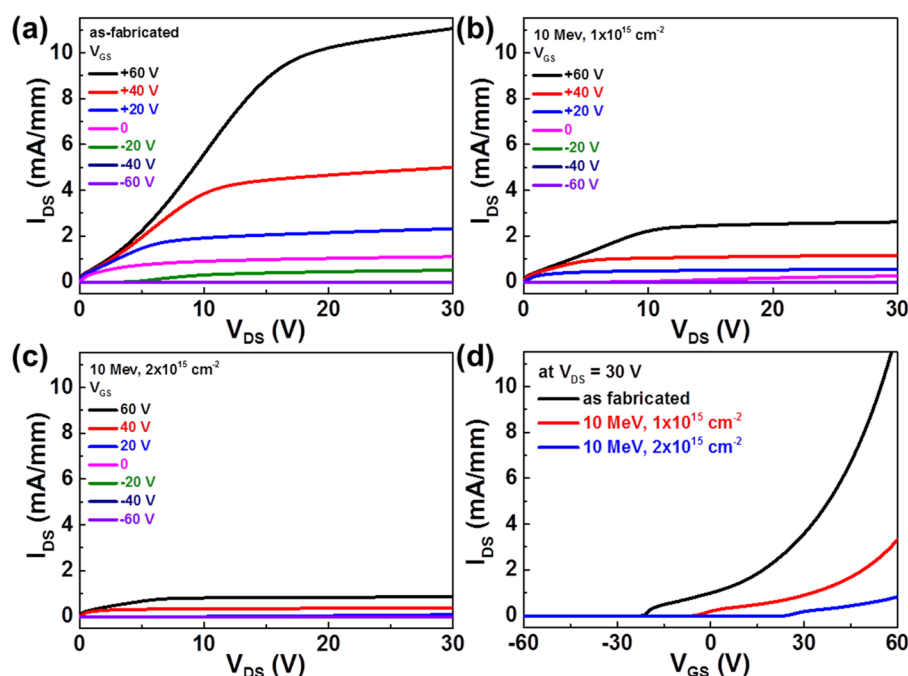 (a)
as-fabricated
V_GS
+60 V
+40 V
+20 V
0
-20 V
-40 V
-60 V
I_DS (mA/mm)
10
8
6
4
2
0
0 10 20 30
V_DS (V)
(b)
10 Mev, 1x10^15 cm^-2
V_GS
+60 V
+40 V
+20 V
0
-20 V
-40 V
-60 V
I_DS (mA/mm)
10
8
6
4
2
0
0 10 20 30
V_DS (V)
(c)
10 Mev, 2x10^15 cm^-2
V_GS
60 V
40 V
20 V
0
-20 V
-40 V
-60 V
I_DS (mA/mm)
10
8
6
4
2
0
0 10 20 30
V_DS (V)
(d)
at V_DS = 30 V
as fabricated
10 MeV, 1x10^15 cm^-2
10 MeV, 2x10^15 cm^-2
I_DS (mA/mm)
10
8
6
4
2
0
-60 -30 0 30 60
V_GS (V)